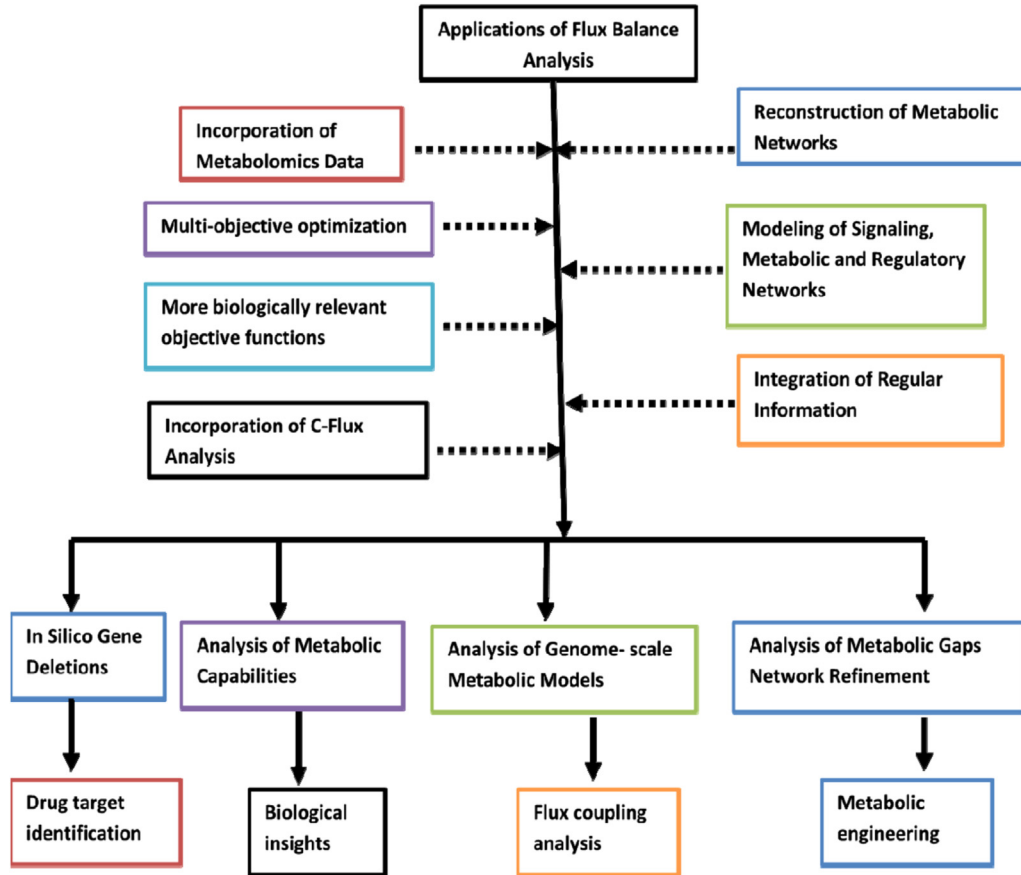 Applications of Flux Balance
Analysis
Incorporation of
Metabolomics Data
Reconstruction of Metabolic
Networks
Multi-objective optimization
Modeling of Signaling,
Metabolic and Regulatory
Networks
More biologically relevant
objective functions
Integration of Regular
Information
Incorporation of C-Flux
Analysis
In Silico Gene
Deletions
Analysis of Metabolic
Capabilities
Analysis of Genome- scale
Metabolic Models
Analysis of Metabolic Gaps
Network Refinement
Drug target
identification
Biological
insights
Flux coupling
analysis
Metabolic
engineering